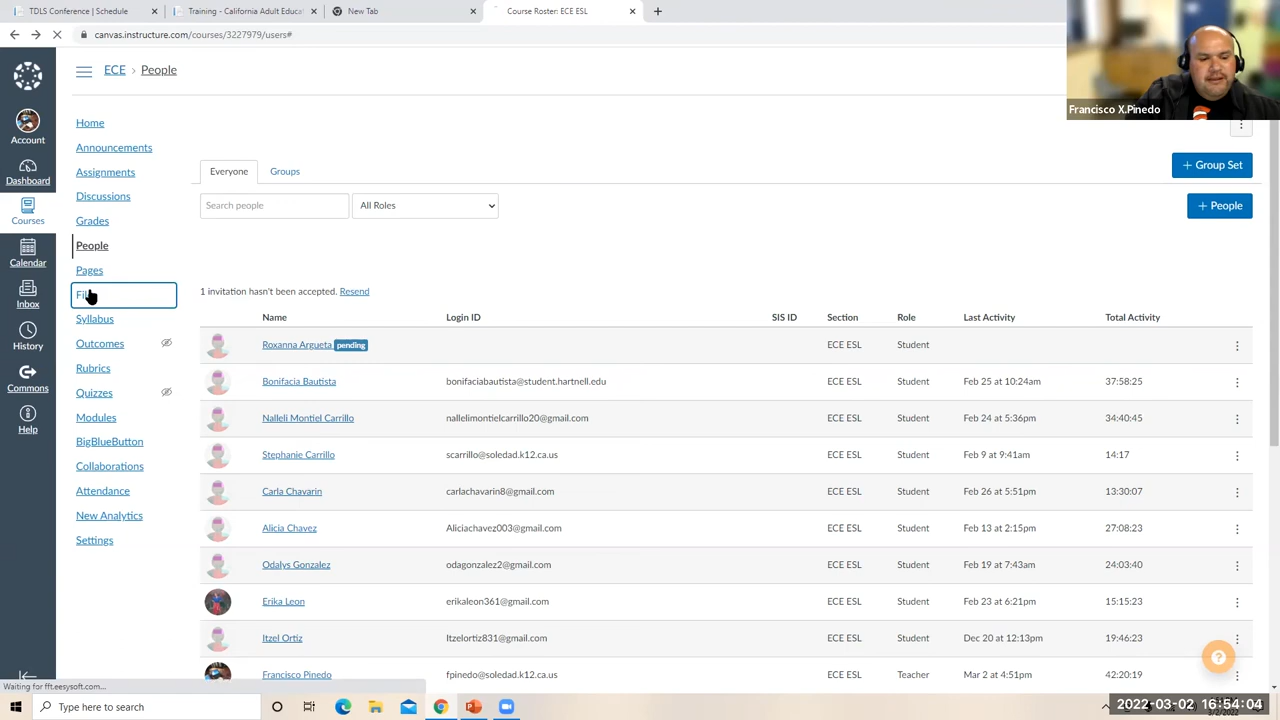 TDLS Conference | Schedule
Training - California Adult Educa
New Tab
Course Roster: ECE ESL
canvas.instructure.com/courses/3227979/users#
Francisco X.Pinedo
ECE › People
Account
Dashboard
Courses
Calendar
Inbox
History
Commons
Help
Home
Announcements
Assignments
Discussions
Grades
People
Pages
Syllabus
Outcomes
Rubrics
Quizzes
Modules
BigBlueButton
Collaborations
Attendance
New Analytics
Settings
Everyone Groups
+ Group Set
Search people
All Roles
+ People
1 invitation hasn't been accepted. Resend
Name Login ID SIS ID Section Role Last Activity Total Activity
Roxanna Argueta pending ECE ESL Student
Bonifacia Bautista bonifaciabautista@student.hartnell.edu ECE ESL Student Feb 25 at 10:24am 37:58:25
Nalleli Montiel Carrillo nallelimontielcarrillo20@gmail.com ECE ESL Student Feb 24 at 5:36pm 34:40:45
Stephanie Carrillo scarrillo@soledad.k12.ca.us ECE ESL Student Feb 9 at 9:41am 14:17
Carla Chavarin carlachavarin8@gmail.com ECE ESL Student Feb 26 at 5:51pm 13:30:07
Alicia Chavez Aliciachavez003@gmail.com ECE ESL Student Feb 13 at 2:15pm 27:08:23
Odalys Gonzalez odagonzalez2@gmail.com ECE ESL Student Feb 19 at 7:43am 24:03:40
Erika Leon erikaleon361@gmail.com ECE ESL Student Feb 23 at 6:21pm 15:15:23
Itzel Ortiz Itzelortiz831@gmail.com ECE ESL Student Dec 20 at 12:13pm 19:46:23
Francisco Pinedo fpinedo@soledad.k12.ca.us ECE ESL Teacher Mar 2 at 4:51pm 42:20:19
Waiting for fft.eesysoft.com...
Type here to search
2022-03-02 16:54:04